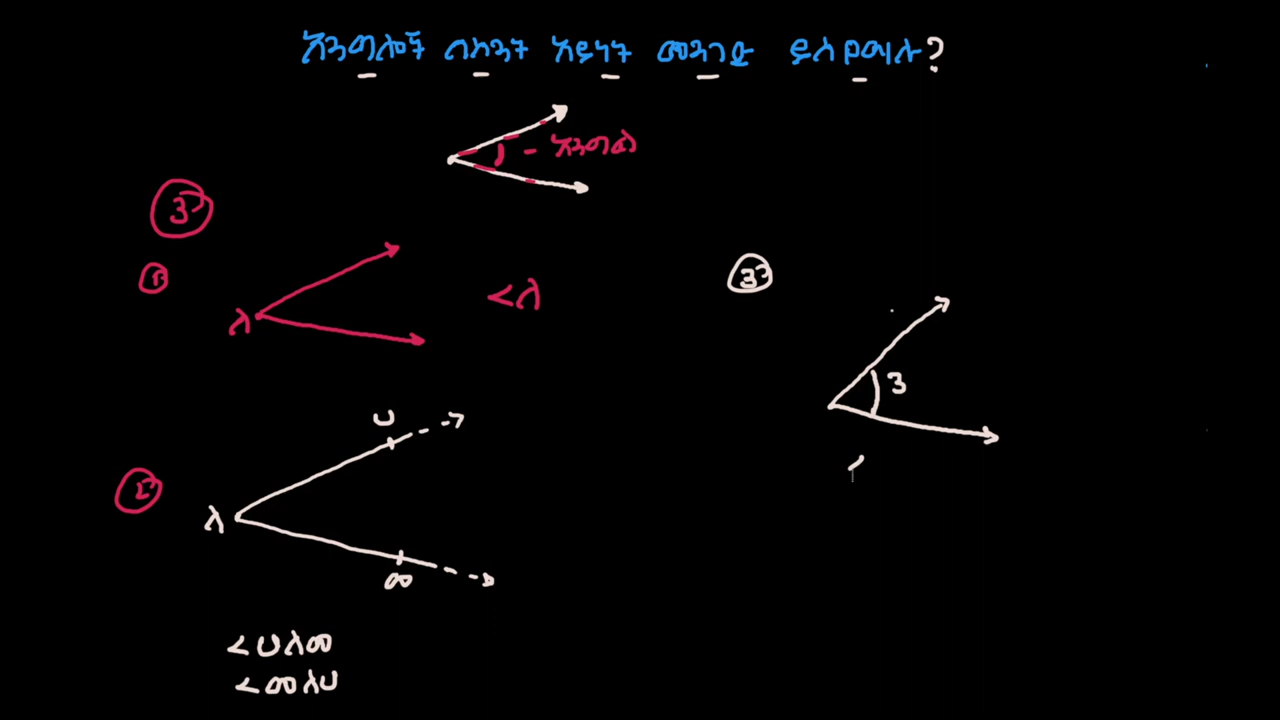 አንግሎች በስንት አይነት መንገድ ይሰየማሉ?
- አንግል
3
1
ለ
<ለ
3
3
ሀ
2
ለ
መ
<ሀለመ
<መለሀ